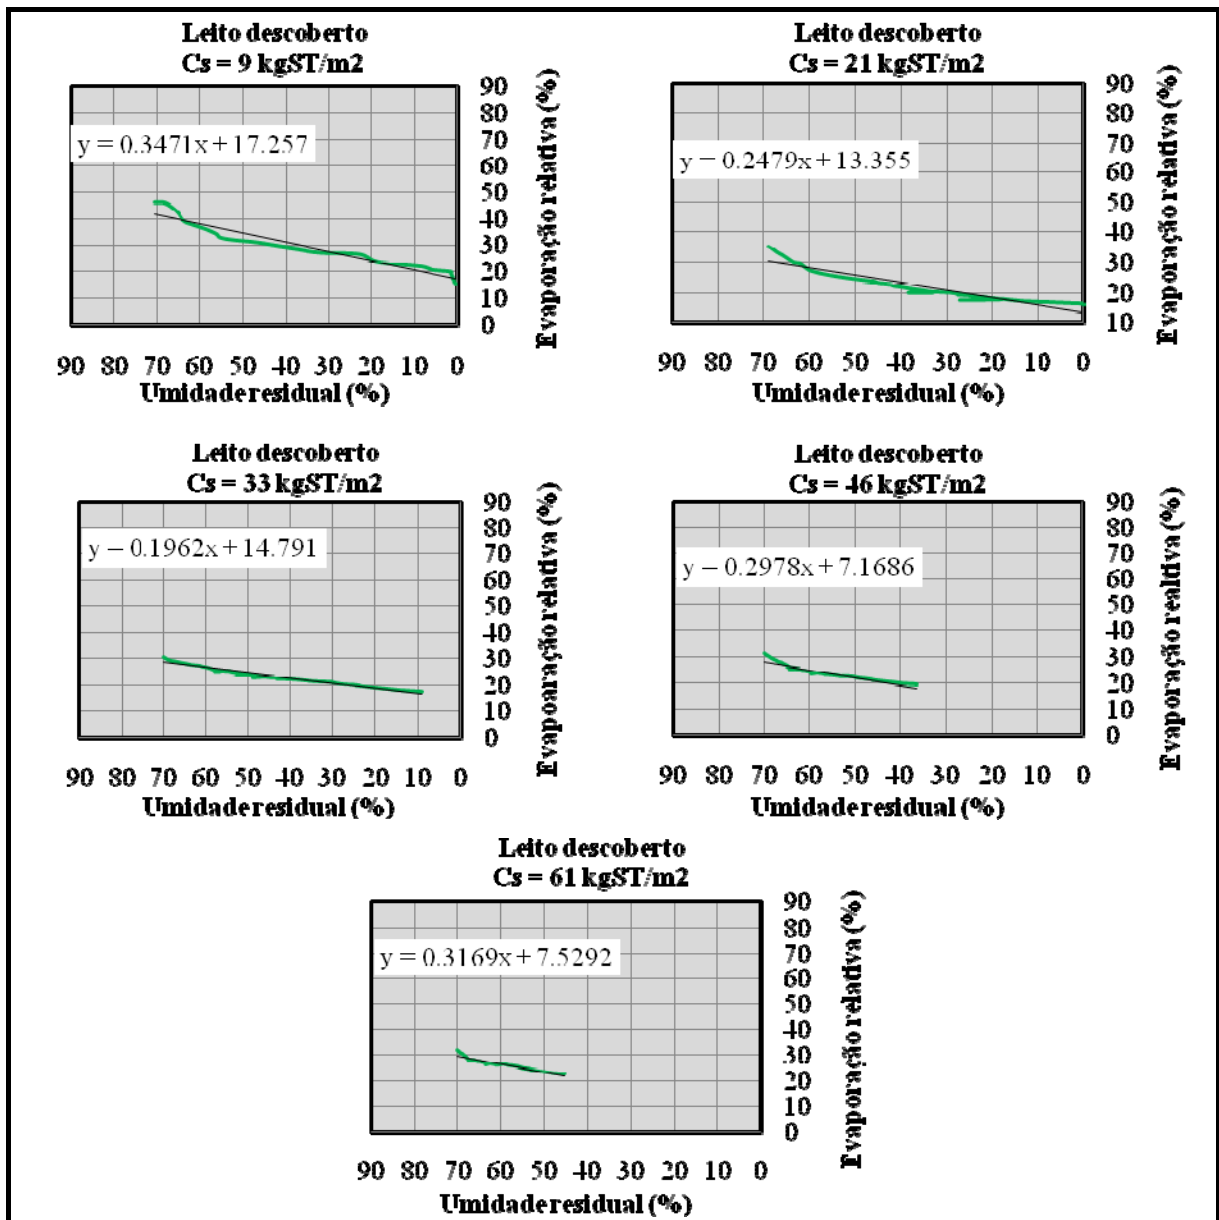 Leito descoberto
Cs = 9 kgST/m2
90
80
70
60
50
40
30
20
10
0
Evaporação relativa (%)
y = 0.3471x + 17.257
90 80 70 60 50 40 30 20 10 0
Umidade residual (%)
Leito descoberto
Cs = 21 kgST/m2
90
80
70
60
50
40
30
20
10
Evaporação relativa (%)
y = 0.2479x + 13.355
90 80 70 60 50 40 30 20 10 0
Umidade residual (%)
Leito descoberto
Cs = 33 kgST/m2
90
80
70
60
50
40
30
20
10
0
Evapoaração relativa (%)
y = 0.1962x + 14.791
90 80 70 60 50 40 30 20 10 0
Umidade residual (%)
Leito descoberto
Cs = 46 kgST/m2
90
80
70
60
50
40
30
20
10
0
Evaporação realtiva (%)
y = 0.2978x + 7.1686
90 80 70 60 50 40 30 20 10 0
Umidade residual (%)
Leito descoberto
Cs = 61 kgST/m2
90
80
70
60
50
40
30
20
10
0
Evaporação relativa (%)
y = 0.3169x + 7.5292
90 80 70 60 50 40 30 20 10 0
Umidade residual (%)